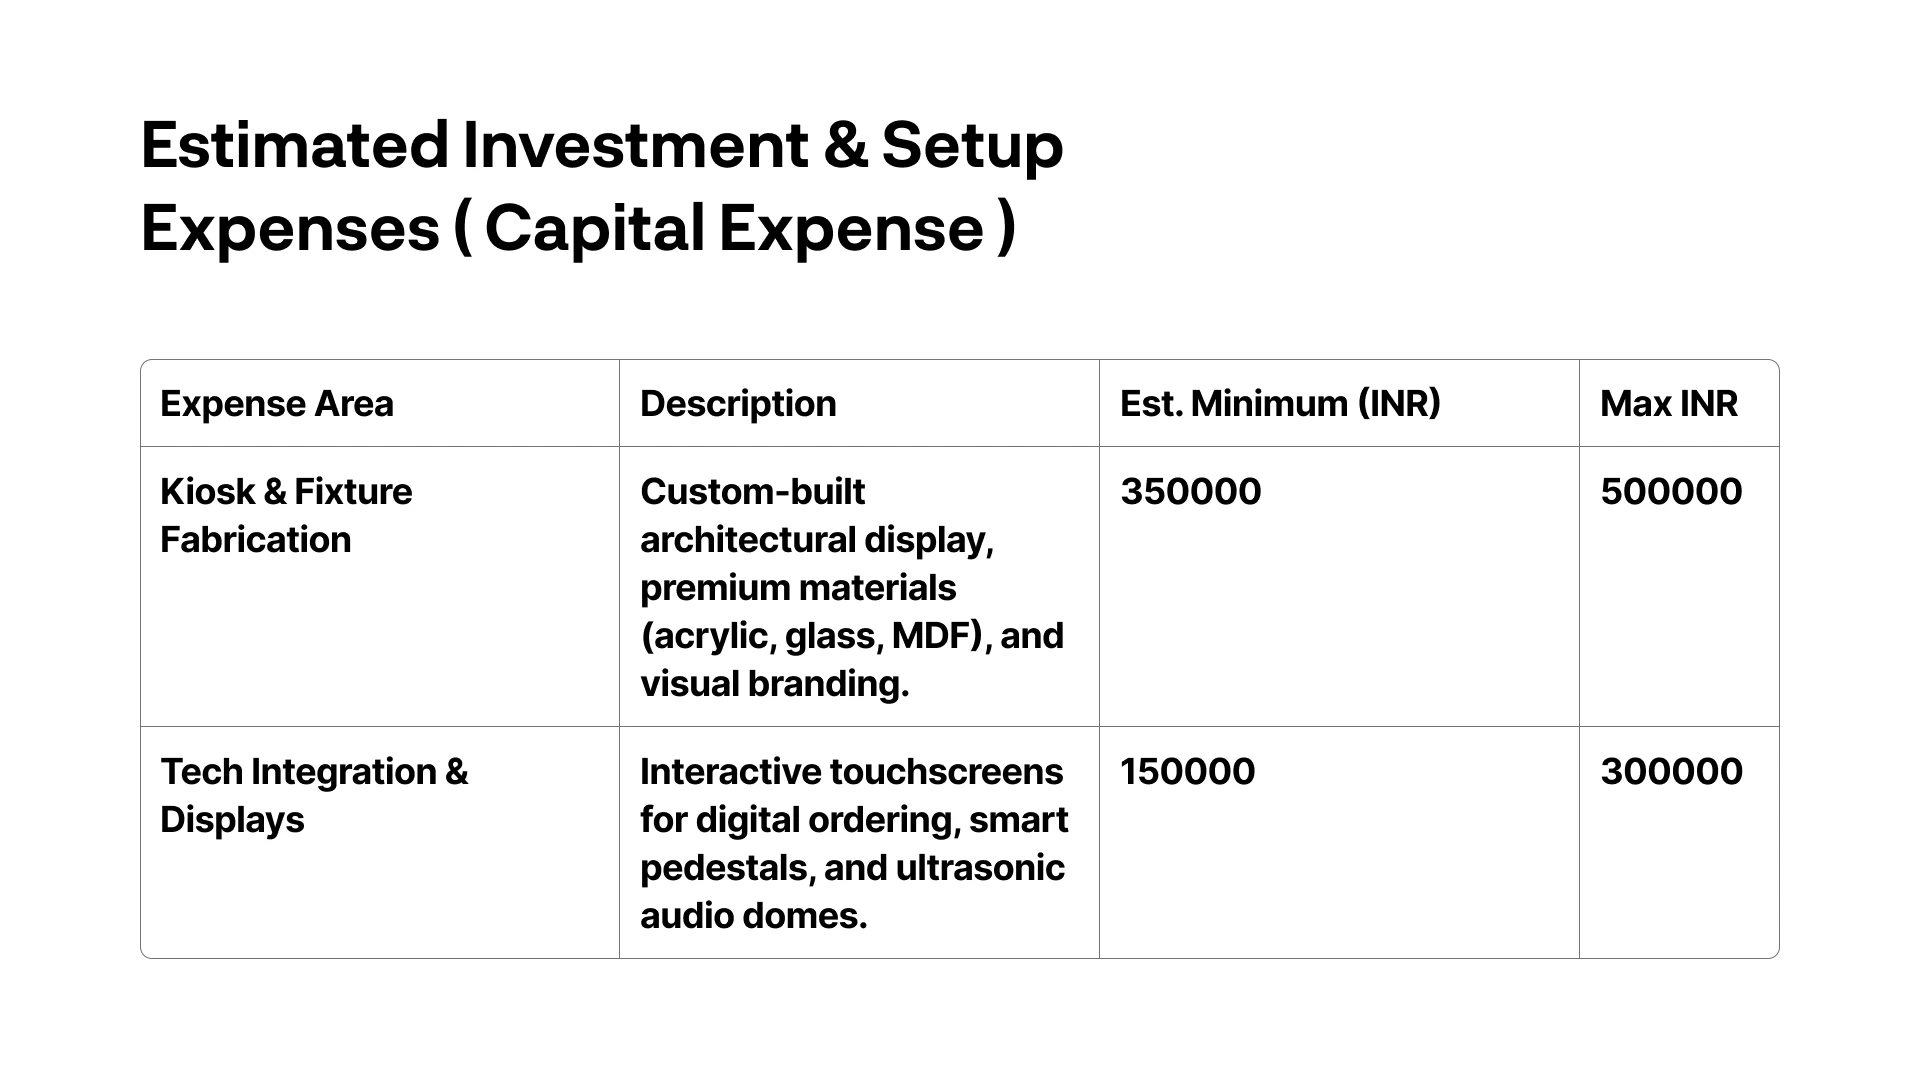 Estimated Investment & Setup
Expenses ( Capital Expense )
Expense Area
Description
Est. Minimum (INR)
Max INR
Kiosk & Fixture
Fabrication
Custom-built
architectural display,
premium materials
(acrylic, glass, MDF), and
visual branding.
350000
500000
Tech Integration &
Displays
Interactive touchscreens
for digital ordering, smart
pedestals, and ultrasonic
audio domes.
150000
300000